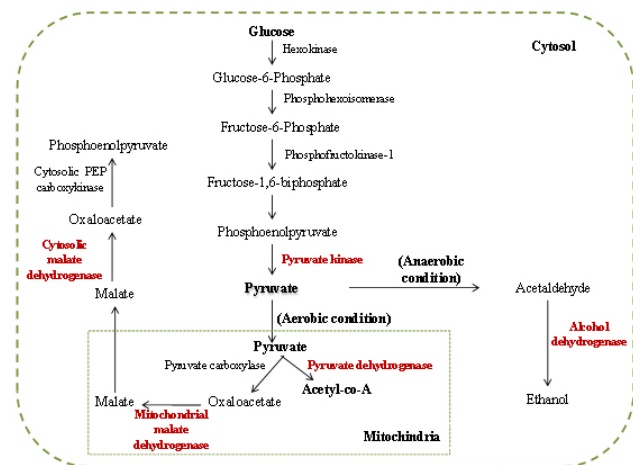 Glucose
Cytosol
Hexokinase
Glucose-6-Phosphate
Phosphohexoisomerase
Fructose-6-Phosphate
Phosphofructokinase-1
Fructose-1,6-biphosphate
Phosphoenolpyruvate
Pyruvate kinase
Pyruvate
(Aerobic condition)
(Anaerobic
condition)
Acetaldehyde
Alcohol
dehydrogenase
Ethanol
Pyruvate
Pyruvate carboxylase
Pyruvate dehydrogenase
Acetyl-co-A
Oxaloacetate
Mitochondrial
malate
dehydrogenase
Malate
Mitochindria
Malate
Cytosolic
malate
dehydrogenase
Oxaloacetate
Cytosolic PEP
carboxykinase
Phosphoenolpyruvate